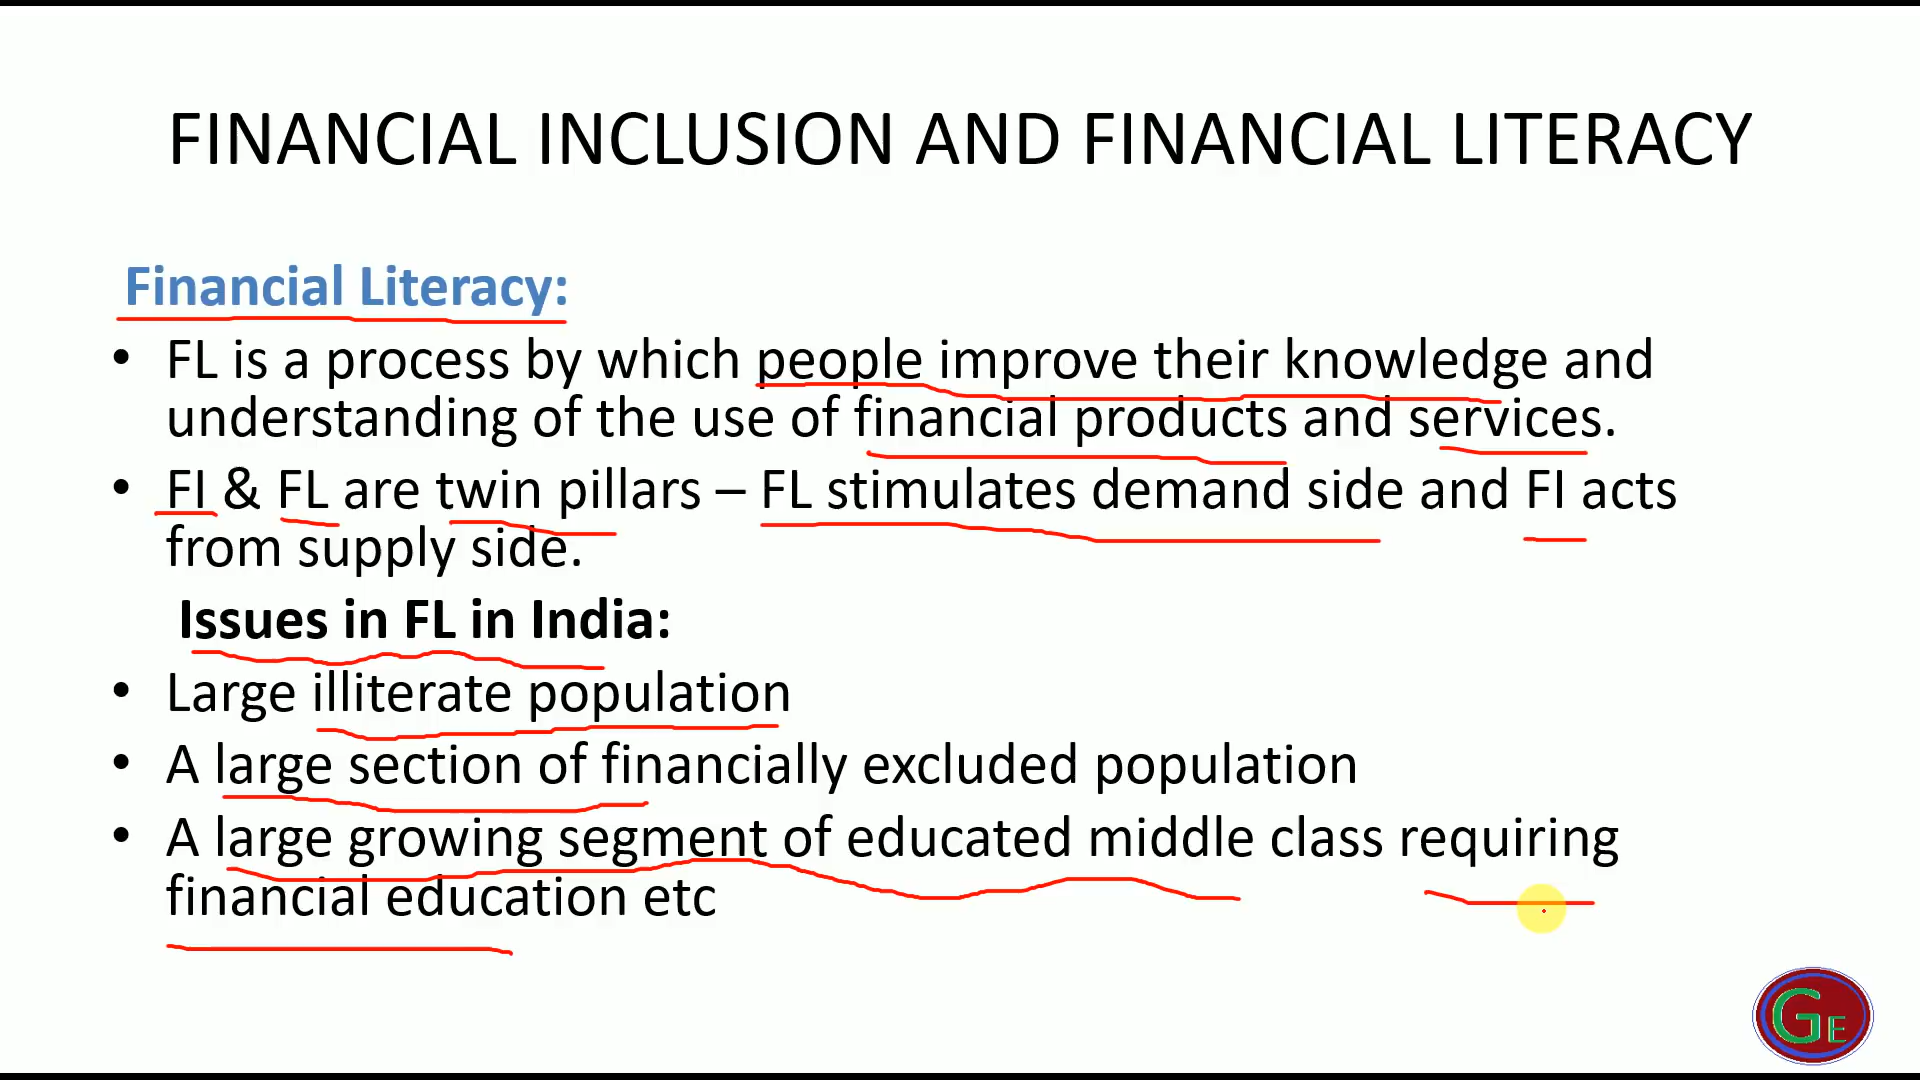 FINANCIAL INCLUSION AND FINANCIAL LITERACY
Financial Literacy:
• FL is a process by which people improve their knowledge and
understanding of the use of financial products and services.
• FI & FL are twin pillars – FL stimulates demand side and FI acts
from supply side.
Issues in FL in India:
• Large illiterate population
• A large section of financially excluded population
• A large growing segment of educated middle class requiring
financial education etc
GE